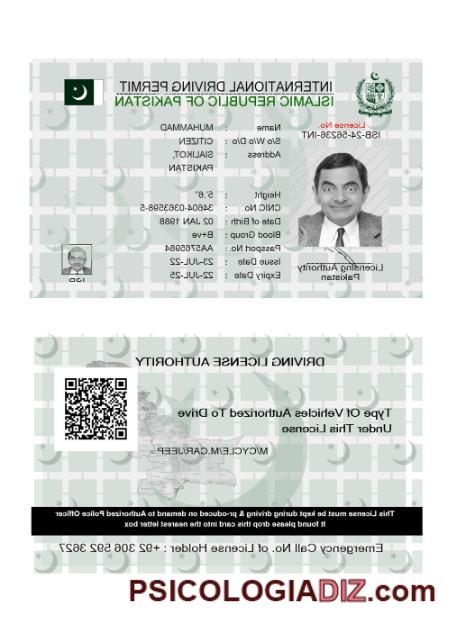 INTERNATIONAL DRIVING PERMIT
ISLAMIC REPUBLIC OF PAKISTAN
License No.
ISB-24-56236-INT
Name : MUHAMMAD
S/o W/o D/o : CITIZEN
Address : SIALIKOT,
PAKISTAN
Height : 5.6"
CNIC No : 34604-0363598-5
Date of Birth : 02 JAN 1988
Blood Group : B+ve
Passport No. : AA5765984
Issue Date : 23-JUL-22
Expiry Date : 22-JUL-25
Licensing Authority
Pakistan
DRIVING LICENSE AUTHORITY
Type Of Vehicles Authorized To Drive
Under This License
M/CYCLE/M.CAR/JEEP
This License must be kept during driving & produced on demand to Authorized Police Officer
It found please drop this card into the nearest letter box
Emergency Call No. of License Holder : +92 306 592 3627
PSICOLOGIADIZ.com